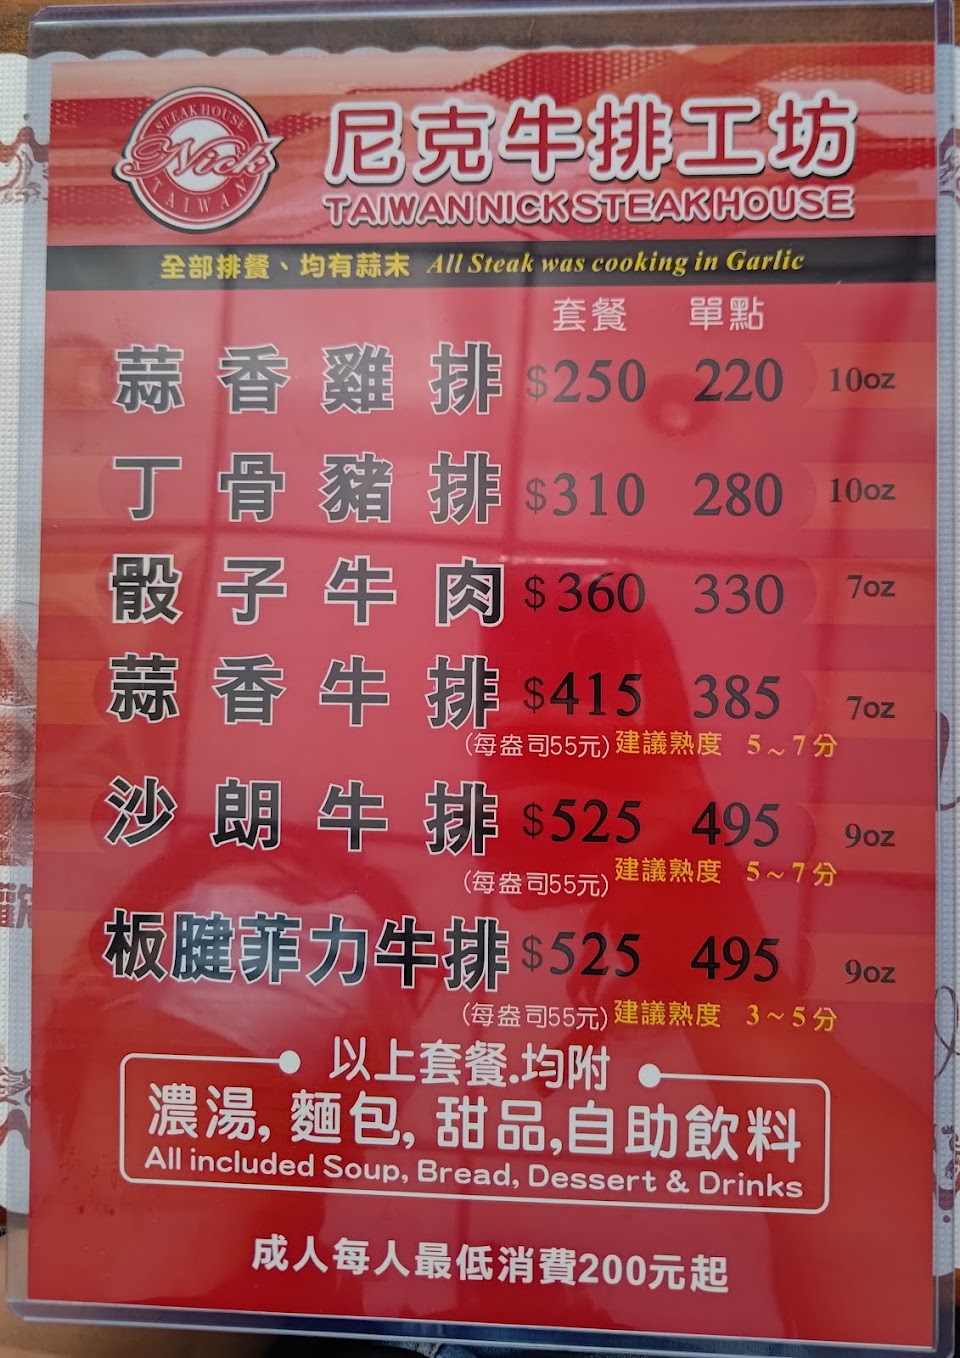 STEAK HOUSE
Nick
TAIWAN
尼克牛排工坊
TAIWAN NICK STEAK HOUSE
全部排餐、均有蒜末 All Steak was cooking in Garlic
套餐 單點
蒜香雞排 $250 220 10oz
丁骨豬排 $310 280 10oz
骰子牛肉 $360 330 7oz
蒜香牛排 $415 385 7oz
(每盎司55元) 建議熟度 5~7分
沙朗牛排 $525 495 9oz
(每盎司55元) 建議熟度 5~7分
板腱菲力牛排 $525 495 9oz
(每盎司55元) 建議熟度 3~5分
以上套餐.均附
濃湯, 麵包, 甜品,自助飲料
All included Soup, Bread, Dessert & Drinks
成人每人最低消費200元起